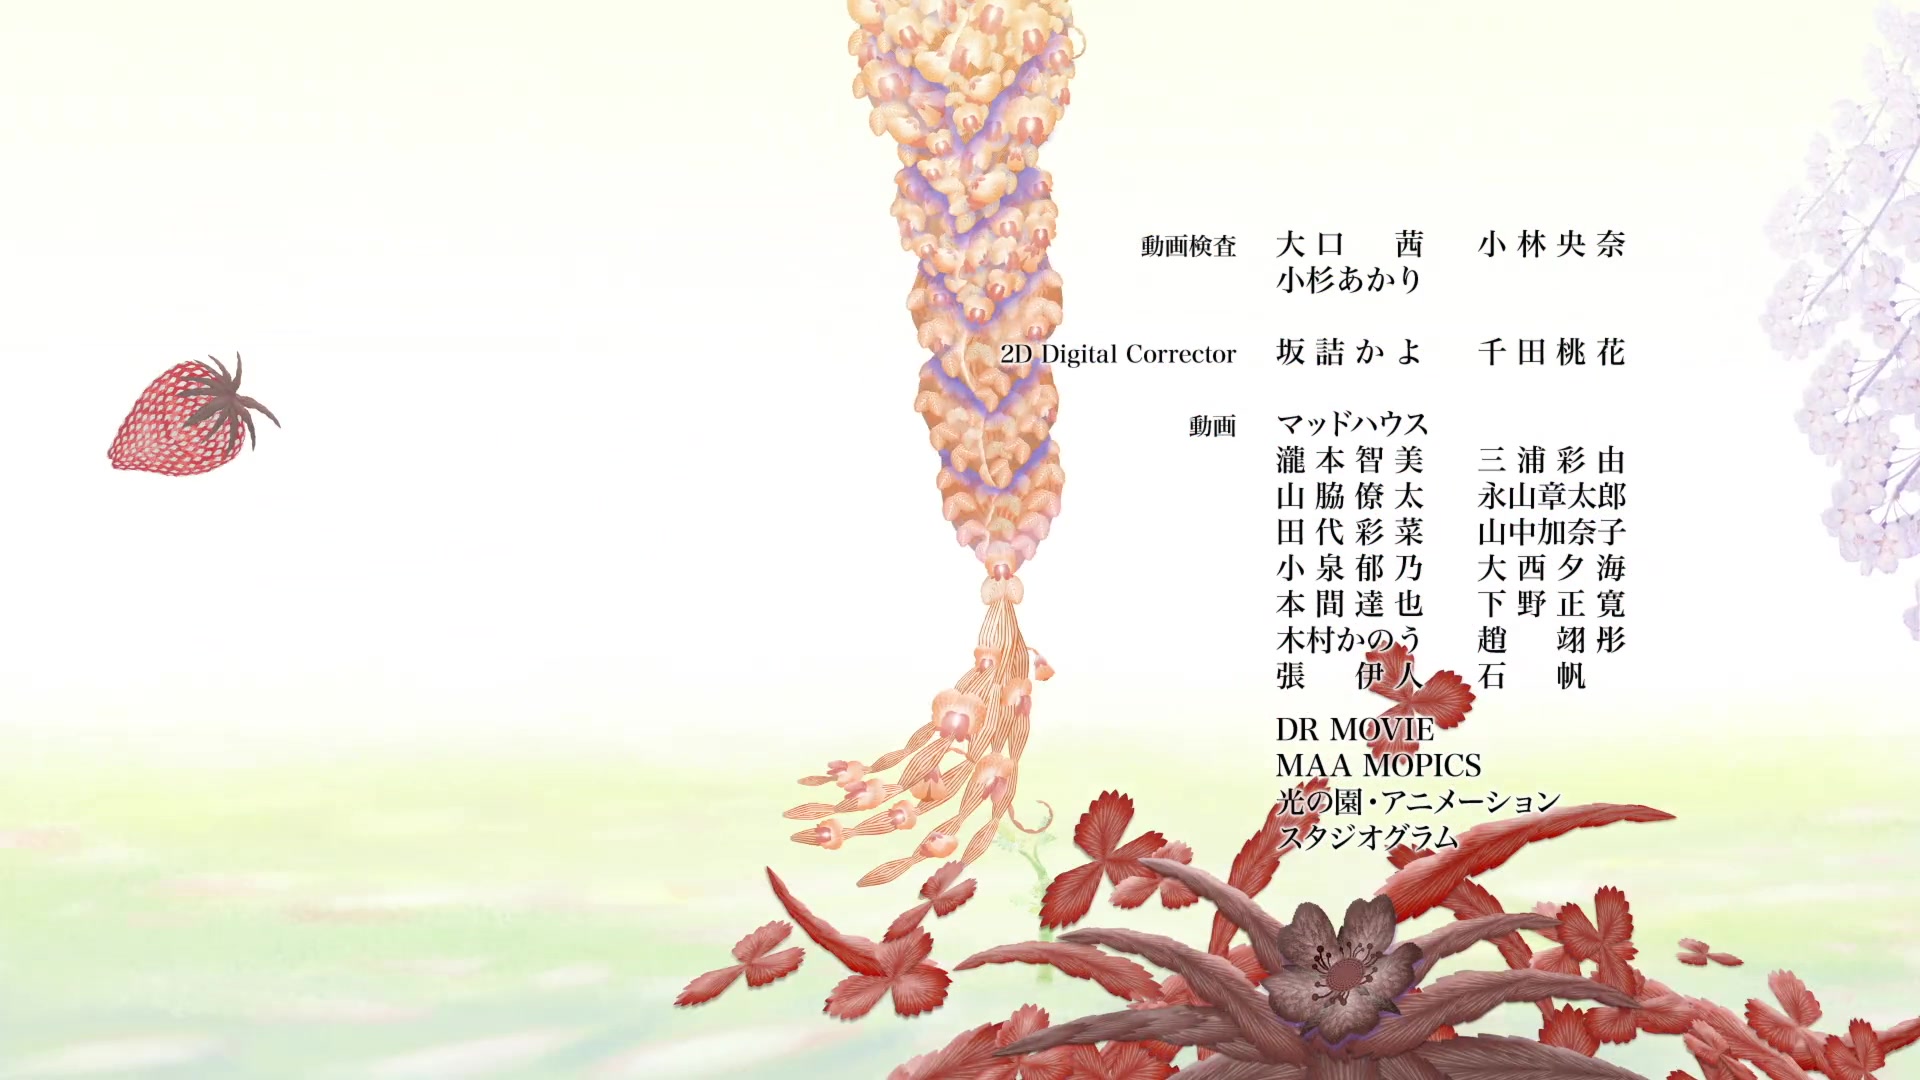 動画検査 大口 茜 小林央奈
小杉あかり
2D Digital Corrector 坂詰かよ 千田桃花
動画 マッドハウス
瀧本智美 三浦彩由
山脇僚太 永山章太郎
田代彩菜 山中加奈子
小泉郁乃 大西夕海
本間達也 下野正寛
木村かのう 趙 翊彤
張 伊人 石 帆
DR MOVIE
MAA MOPICS
光の園・アニメーション
スタジオグラム